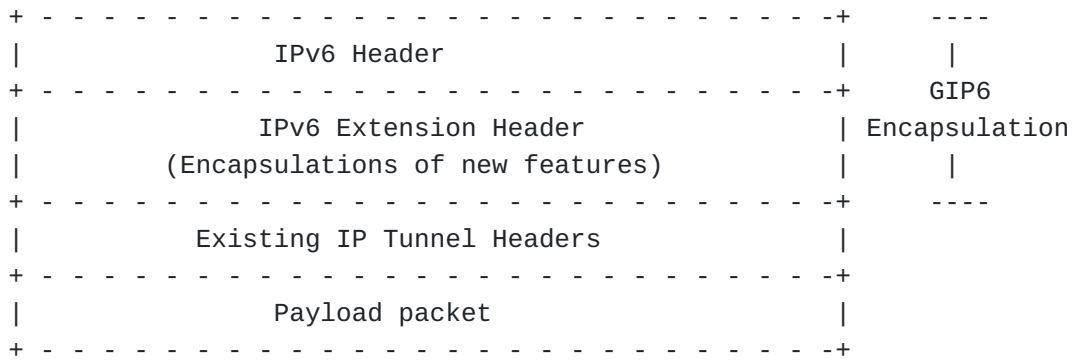 + - - - - - - - - - - - - - - - - - - - - - - - - - -+     ----
|                IPv6 Header                         |      |
+ - - - - - - - - - - - - - - - - - - - - - - - - - -+     GIP6
|               IPv6 Extension Header                | Encapsulation
|         (Encapsulations of new features)           |      |
+ - - - - - - - - - - - - - - - - - - - - - - - - - -+     ----
|           Existing IP Tunnel Headers               |
+ - - - - - - - - - - - - - - - - - - - - - - - - - -+
|                Payload packet                      |
+ - - - - - - - - - - - - - - - - - - - - - - - - - -+